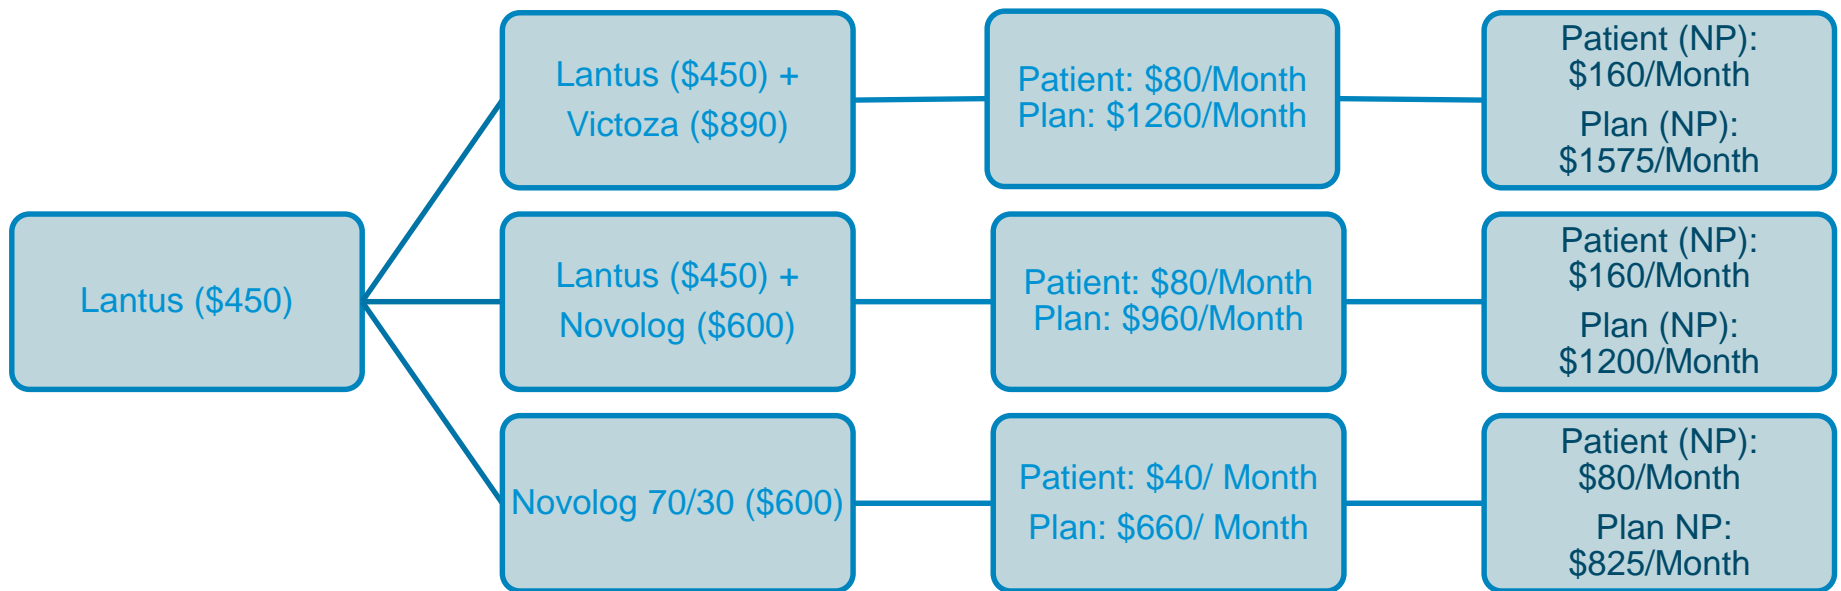 Lantus ($450)
Lantus ($450) +
Victoza ($890)
Patient: $80/Month
Plan: $1260/Month
Patient (NP):
$160/Month
Plan (NP):
$1575/Month
Lantus ($450) +
Novolog ($600)
Patient: $80/Month
Plan: $960/Month
Patient (NP):
$160/Month
Plan (NP):
$1200/Month
Novolog 70/30 ($600)
Patient: $40/ Month
Plan: $660/ Month
Patient (NP):
$80/Month
Plan NP:
$825/Month